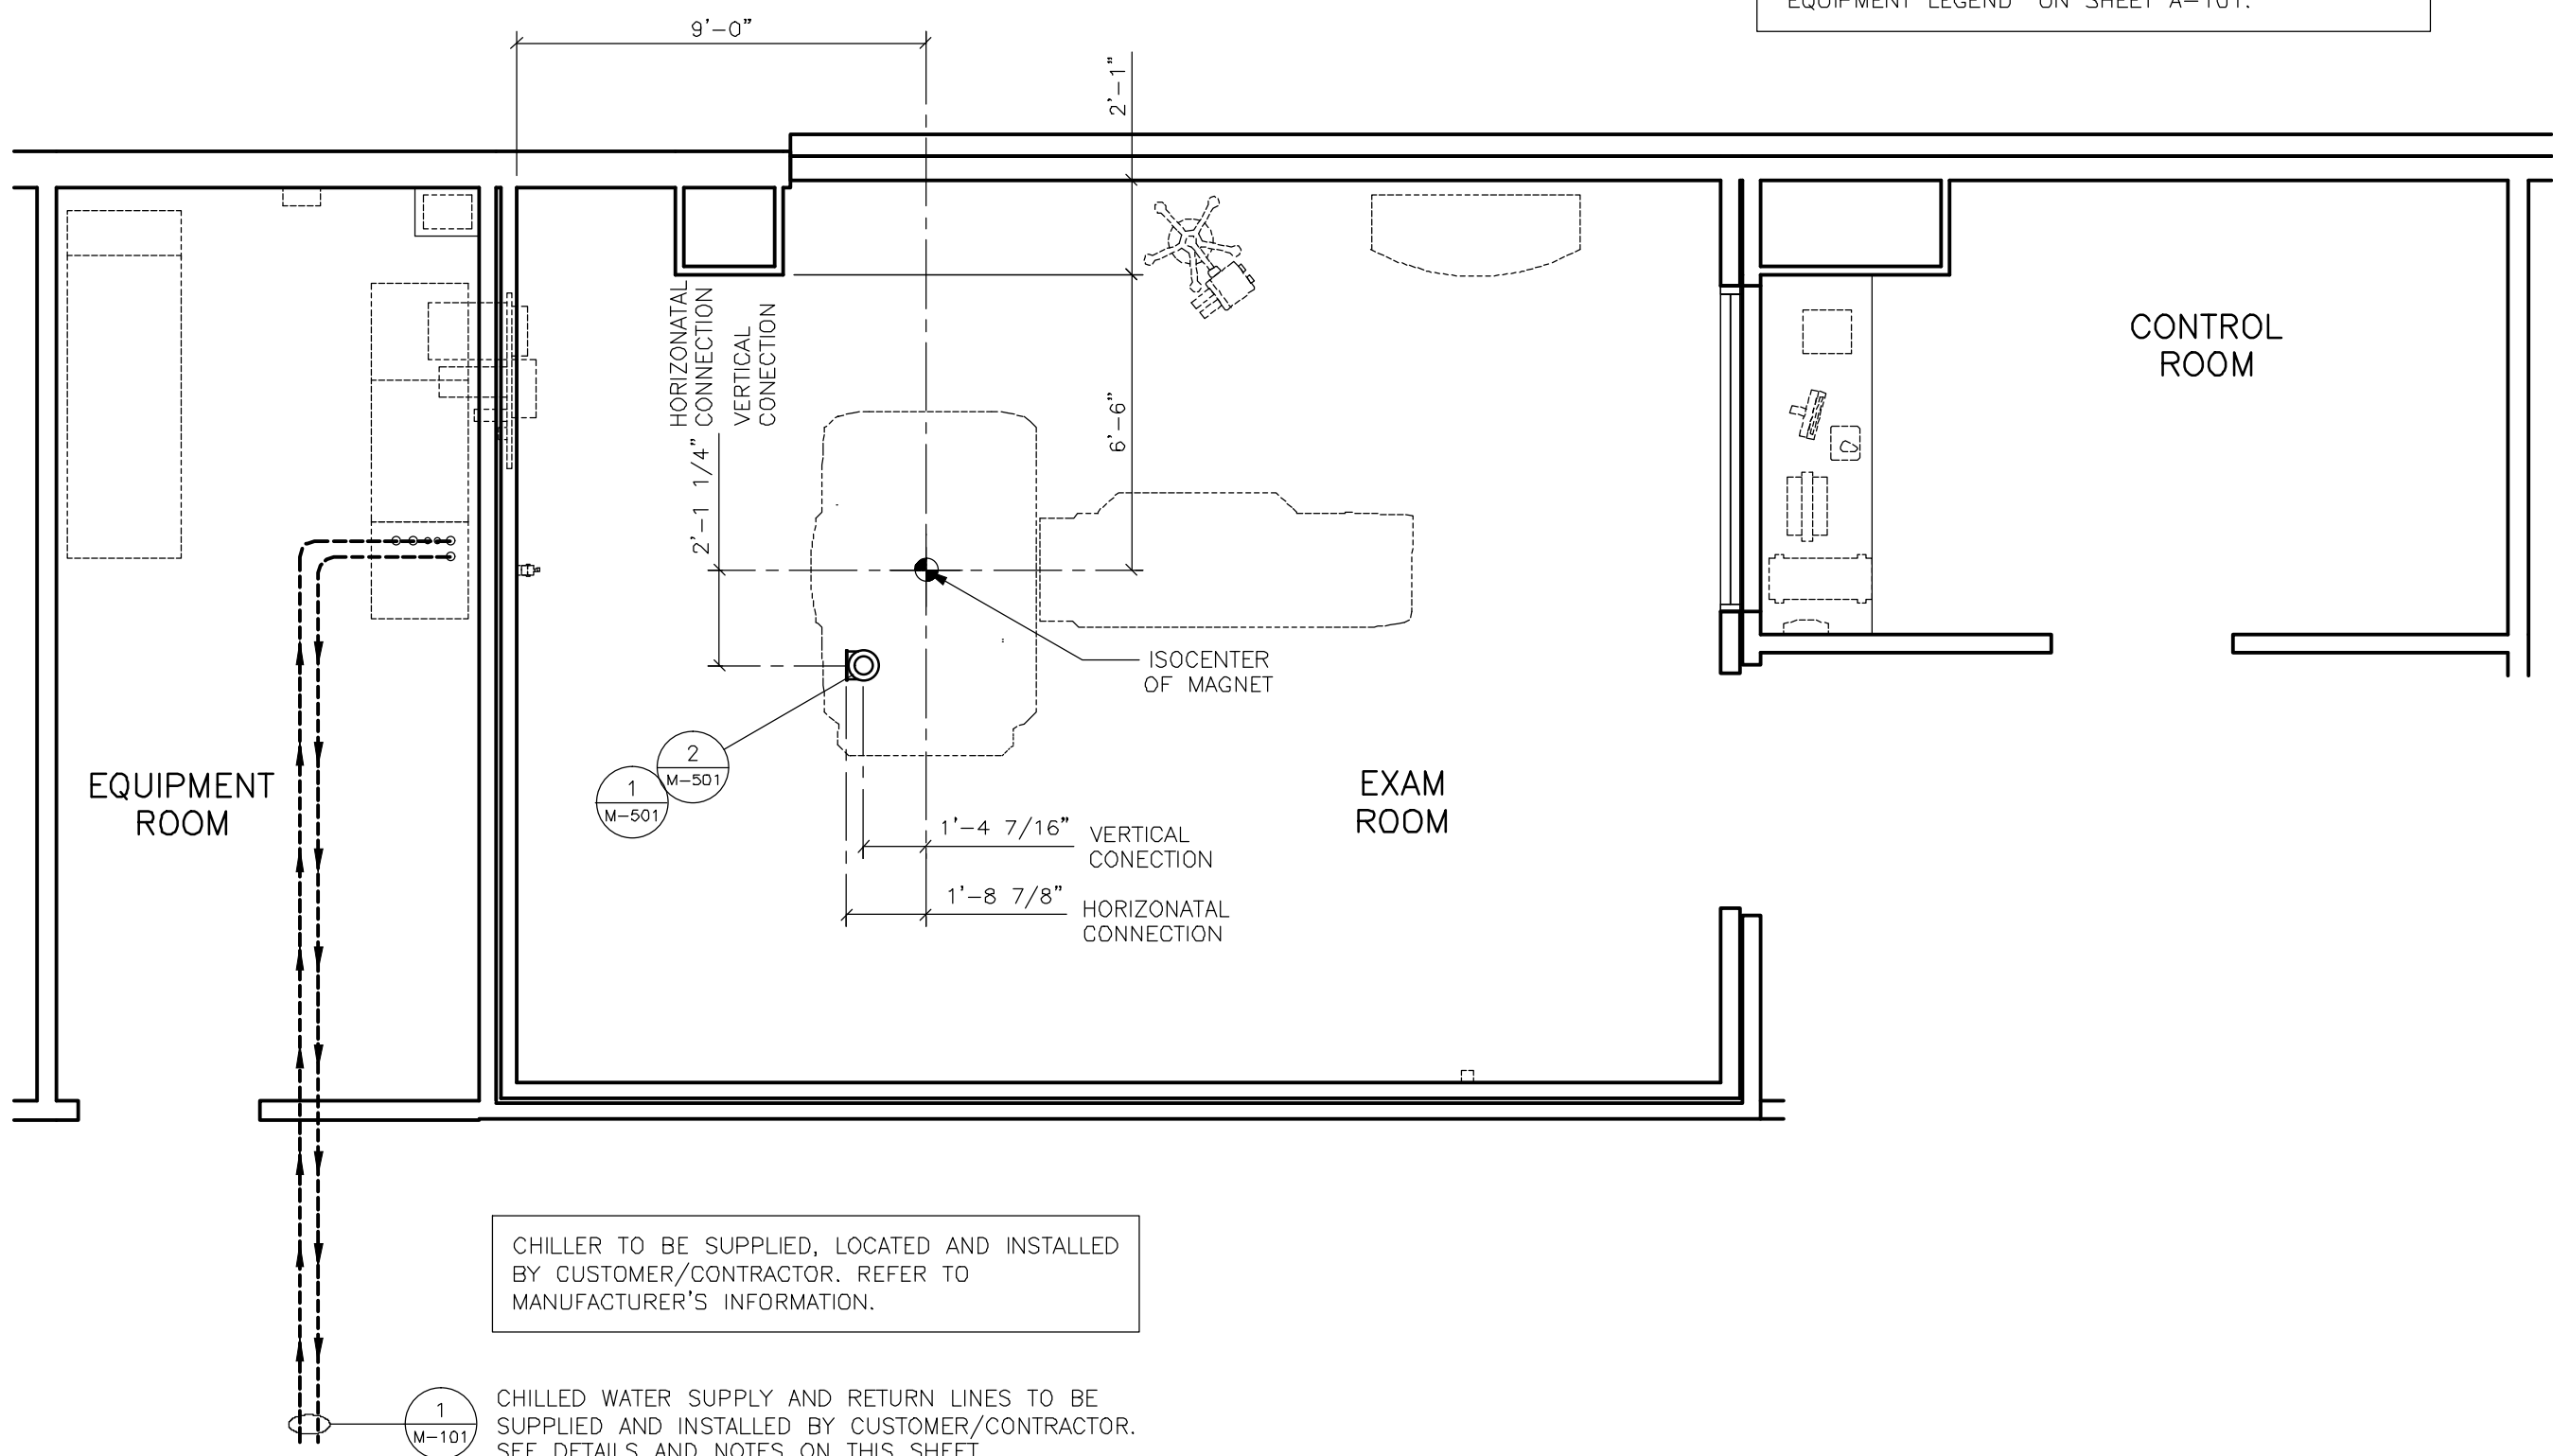 EQUIPMENT LEGEND" ON SHEET A-101.
9'-0"
2'-1"
HORIZONATAL
CONNECTION
VERTICAL
CONECTION
CONTROL
ROOM
6'-6"
2'-1 1/4"
ISOCENTER
OF MAGNET
2
M-501
1
M-501
EQUIPMENT
ROOM
EXAM
ROOM
1'-4 7/16"
VERTICAL
CONECTION
1'-8 7/8"
HORIZONATAL
CONNECTION
CHILLER TO BE SUPPLIED, LOCATED AND INSTALLED
BY CUSTOMER/CONTRACTOR. REFER TO
MANUFACTURER'S INFORMATION.
1
M-101
CHILLED WATER SUPPLY AND RETURN LINES TO BE
SUPPLIED AND INSTALLED BY CUSTOMER/CONTRACTOR.
SEE DETAILS AND NOTES ON THIS SHEET